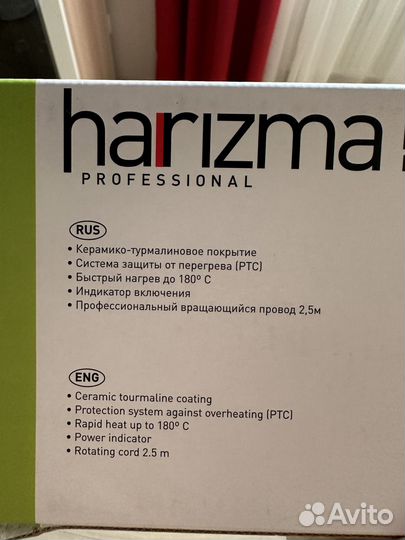 harizma
PROFESSIONAL
RUS
• Керамико-турмалиновое покрытие
• Система защиты от перегрева (PTC)
• Быстрый нагрев до 180° C
• Индикатор включения
• Профессиональный вращающийся провод 2,5м
ENG
• Ceramic tourmaline coating
• Protection system against overheating (PTC)
• Rapid heat up to 180° C
• Power indicator
• Rotating cord 2.5 m
Avito